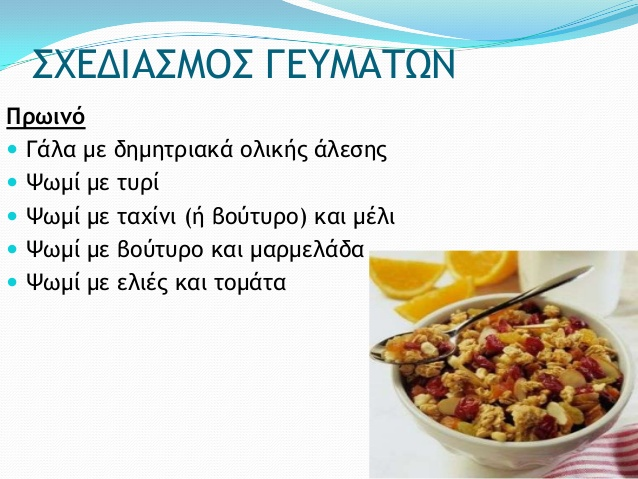 ΣΧΕΔΙΑΣΜΟΣ ΓΕΥΜΑΤΩΝ
Πρωινό
• Γάλα με δημητριακά ολικής άλεσης
• Ψωμί με τυρί
• Ψωμί με ταχίνι (ή βούτυρο) και μέλι
• Ψωμί με βούτυρο και μαρμελάδα
• Ψωμί με ελιές και τομάτα